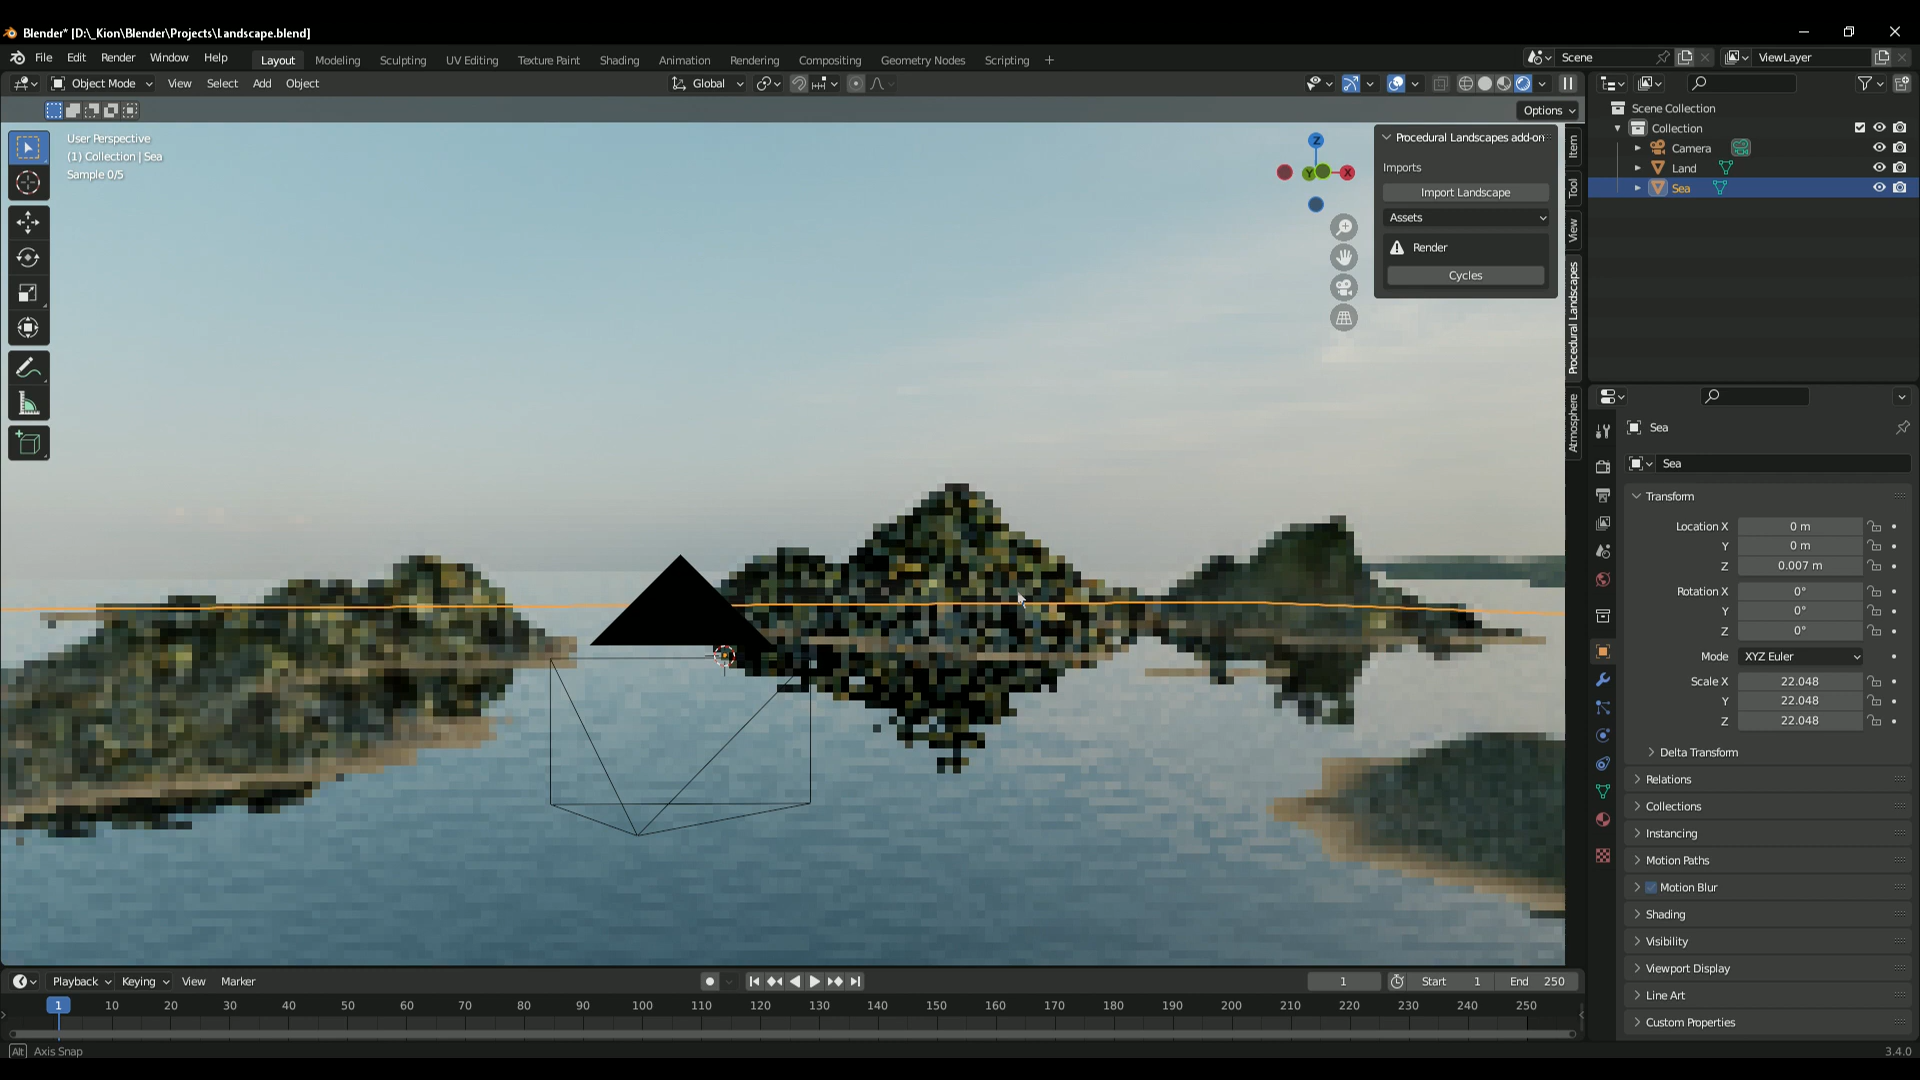 Blender* [D:\_Kion\Blender\Projects\Landscape.blend]
File Edit Render Window Help Layout Modeling Sculpting UV Editing Texture Paint Shading Animation Rendering Compositing Geometry Nodes Scripting + Scene ViewLayer
Object Mode View Select Add Object Global
Options
User Perspective
(1) Collection | Sea
Sample 0/5
Z
Y
X
Procedural Landscapes add-on
Imports
Import Landscape
Assets
Render
Cycles
Item
Tool
View
Procedural Landscapes
Atmosphere
Scene Collection
Collection
Camera
Land
Sea
Sea
Sea
Transform
Location X 0 m
Y 0 m
Z 0.007 m
Rotation X 0°
Y 0°
Z 0°
Mode XYZ Euler
Scale X 22.048
Y 22.048
Z 22.048
Delta Transform
Relations
Collections
Instancing
Motion Paths
Motion Blur
Shading
Visibility
Viewport Display
Line Art
Custom Properties
Playback Keying View Marker 1 Start 1 End 250
1 10 20 30 40 50 60 70 80 90 100 110 120 130 140 150 160 170 180 190 200 210 220 230 240 250
Alt Axis Snap
3.4.0